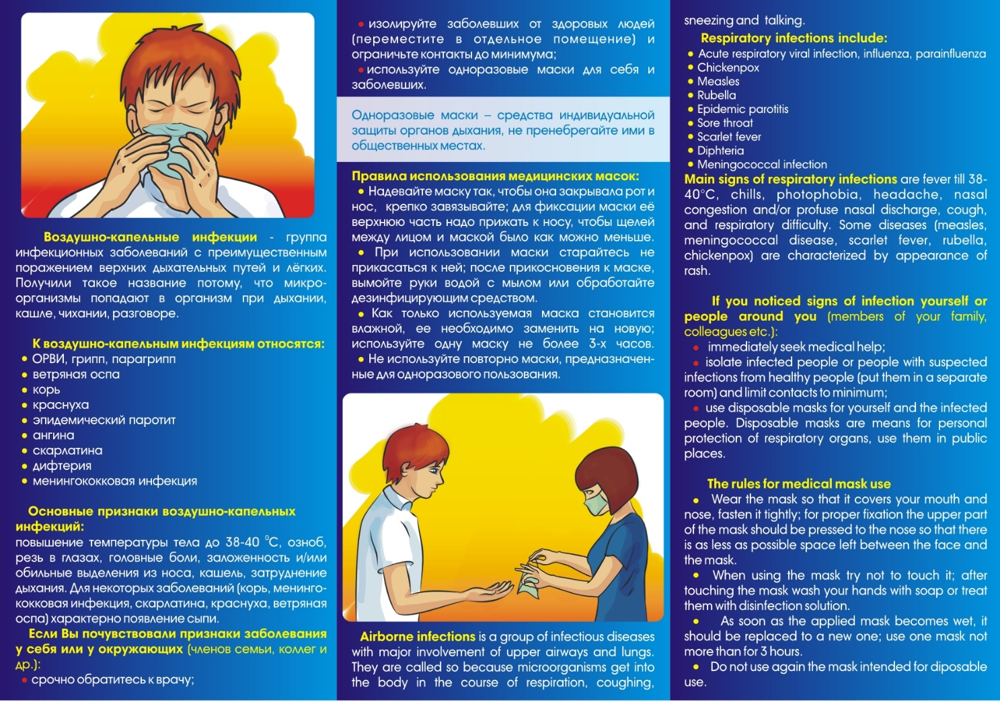 Воздушно-капельные инфекции - группа
инфекционных заболеваний с преимущественным
поражением верхних дыхательных путей и лёгких.
Получили такое название потому, что микро-
организмы попадают в организм при дыхании,
кашле, чихании, разговоре.
К воздушно-капельным инфекциям относятся:
• ОРВИ, грипп, парагрипп
• ветряная оспа
• корь
• краснуха
• эпидемический паротит
• ангина
• скарлатина
• дифтерия
• менингококковая инфекция
Основные признаки воздушно-капельных
инфекций:
повышение температуры тела до 38-40 ⁰С, озноб,
резь в глазах, головные боли, заложенность и/или
обильные выделения из носа, кашель, затруднение
дыхания. Для некоторых заболеваний (корь, менинго-
кокковая инфекция, скарлатина, краснуха, ветряная
оспа) характерно появление сыпи.
Если Вы почувствовали признаки заболевания
у себя или у окружающих (членов семьи, коллег и
др.):
• срочно обратитесь к врачу;
• изолируйте заболевших от здоровых людей
(переместите в отдельное помещение) и
ограничьте контакты до минимума;
• используйте одноразовые маски для себя и
заболевших.
Одноразовые маски – средства индивидуальной
защиты органов дыхания, не пренебрегайте ими в
общественных местах.
Правила использования медицинских масок:
• Надевайте маску так, чтобы она закрывала рот и
нос, крепко завязывайте; для фиксации маски её
верхнюю часть надо прижать к носу, чтобы щелей
между лицом и маской было как можно меньше.
• При использовании маски старайтесь не
прикасаться к ней; после прикосновения к маске,
вымойте руки водой с мылом или обработайте
дезинфицирующим средством.
• Как только используемая маска становится
влажной, ее необходимо заменить на новую;
используйте одну маску не более 3-х часов.
• Не используйте повторно маски, предназначен-
ные для одноразового пользования.
Airborne infections is a group of infectious diseases
with major involvement of upper airways and lungs.
They are called so because microorganisms get into
the body in the course of respiration, coughing,
sneezing and talking.
Respiratory infections include:
• Acute respiratory viral infection, influenza, parainfluenza
• Chickenpox
• Measles
• Rubella
• Epidemic parotitis
• Sore throat
• Scarlet fever
• Diphteria
• Meningococcal infection
Main signs of respiratory infections are fever till 38-
40°C, chills, photophobia, headache, nasal
congestion and/or profuse nasal discharge, cough,
and respiratory difficulty. Some diseases (measles,
meningococcal disease, scarlet fever, rubella,
chickenpox) are characterized by appearance of
rash.
If you noticed signs of infection yourself or
people around you (members of your family,
colleagues etc.):
• immediately seek medical help;
• isolate infected people or people with suspected
infections from healthy people (put them in a separate
room) and limit contacts to minimum;
• use disposable masks for yourself and the infected
people. Disposable masks are means for personal
protection of respiratory organs, use them in public
places.
The rules for medical mask use
• Wear the mask so that it covers your mouth and
nose, fasten it tightly; for proper fixation the upper part
of the mask should be pressed to the nose so that there
is as less as possible space left between the face and
the mask.
• When using the mask try not to touch it; after
touching the mask wash your hands with soap or treat
them with disinfection solution.
• As soon as the applied mask becomes wet, it
should be replaced to a new one; use one mask not
more than for 3 hours.
• Do not use again the mask intended for diposable
use.